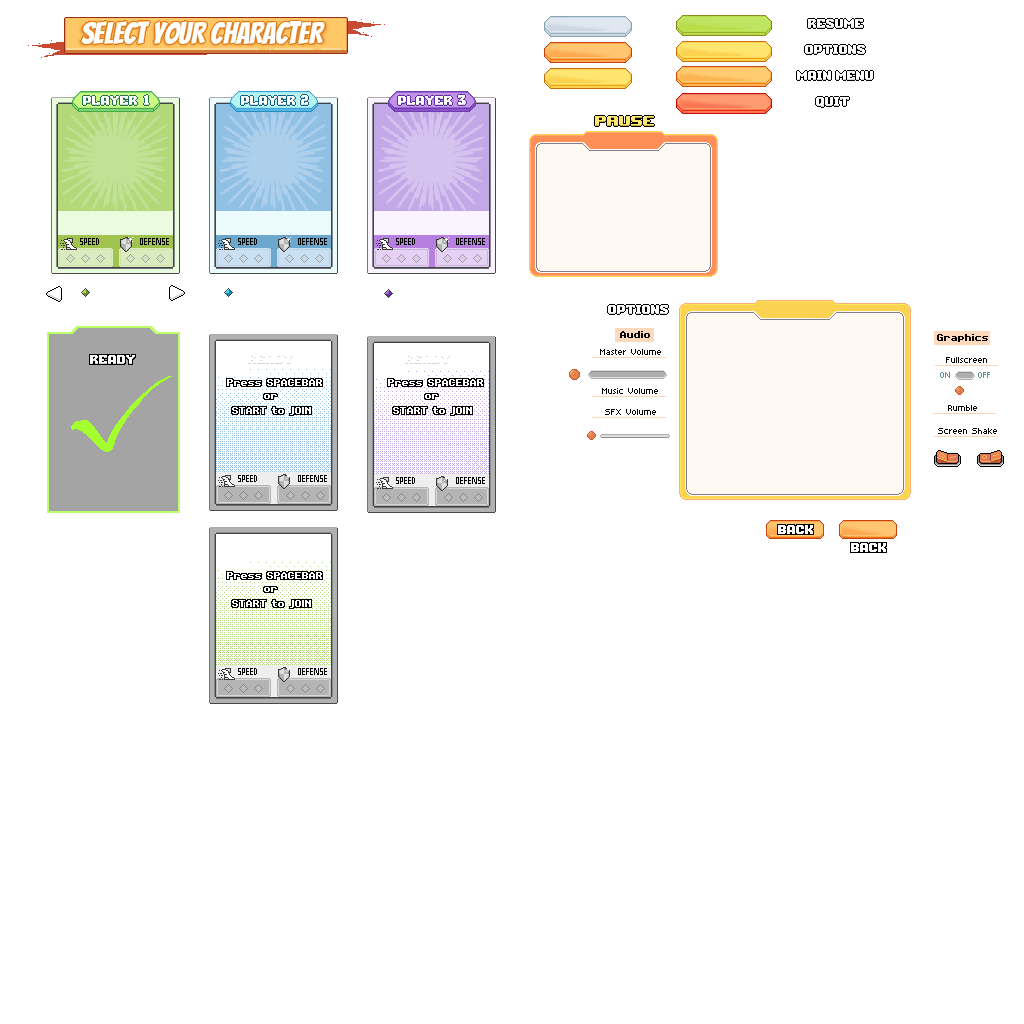 SELECT YOUR CHARACTER
RESUME
OPTIONS
MAIN MENU
QUIT
PLAYER 1
PLAYER 2
PLAYER 3
PAUSE
SPEED
DEFENSE
SPEED
DEFENSE
SPEED
DEFENSE
OPTIONS
Audio
Master Volume
Music Volume
SFX Volume
Graphics
Fullscreen
ON
OFF
Rumble
Screen Shake
READY
READY
Press SPACEBAR
or
START to JOIN
SPEED
DEFENSE
READY
Press SPACEBAR
or
START to JOIN
SPEED
DEFENSE
BACK
BACK
Press SPACEBAR
or
START to JOIN
SPEED
DEFENSE